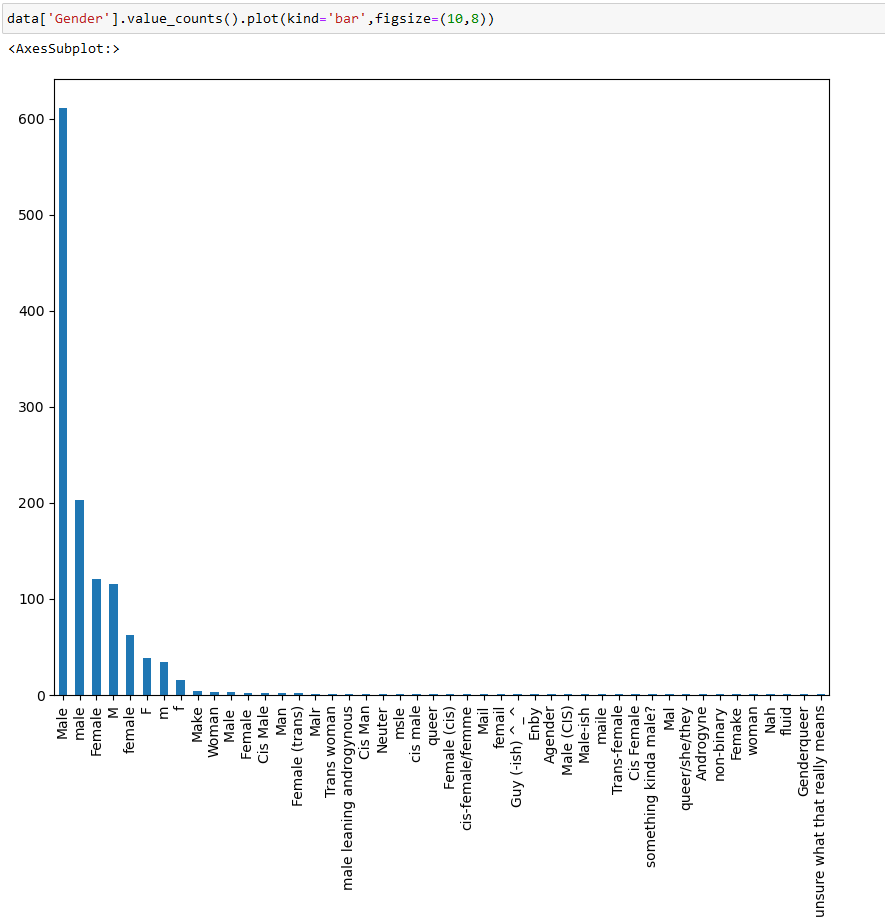 data['Gender'].value_counts().plot(kind='bar',figsize=(10,8))
<AxesSubplot:>
600
500
400
300
200
100
0
Male
male
Female
M
female
F
m
f
Make
Woman
Male
Female
Cis Male
Man
Female (trans)
Malr
Trans woman
male leaning androgynous
Cis Man
Neuter
msle
cis male
queer
Female (cis)
cis-female/femme
Mail
femail
Guy (-ish) ^_^
Enby
Agender
Male (CIS)
Male-ish
maile
Trans-female
Cis Female
something kinda male?
Mal
queer/she/they
Androgyne
non-binary
Femake
woman
Nah
fluid
Genderqueer
unsure what that really means